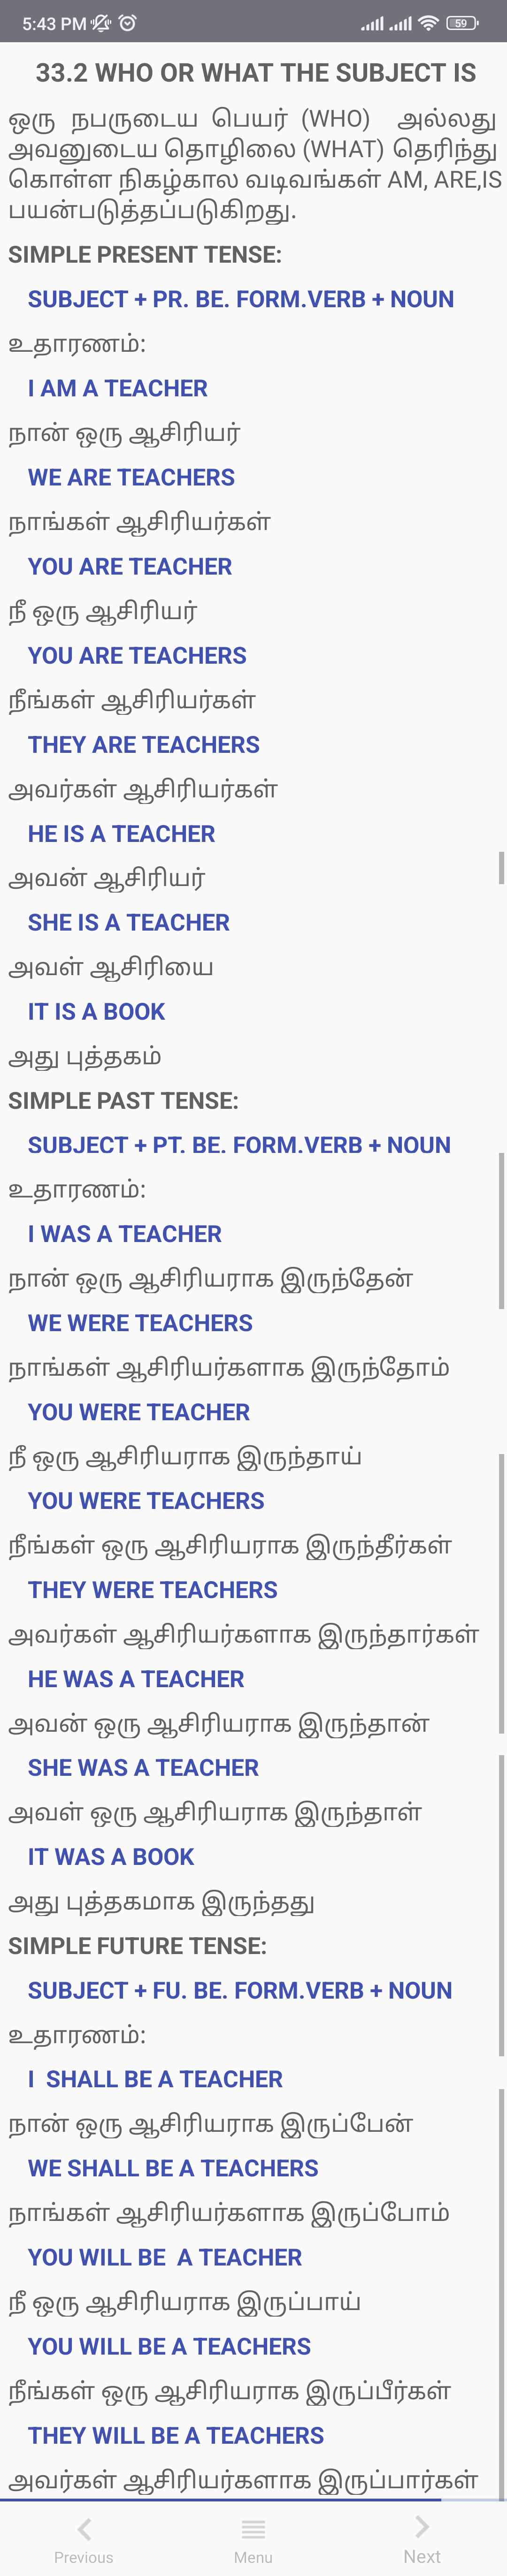 5:43 PM
59
33.2 WHO OR WHAT THE SUBJECT IS
ஒரு நபருடைய பெயர் (WHO) அல்லது
அவனுடைய தொழிலை (WHAT) தெரிந்து
கொள்ள நிகழ்கால வடிவங்கள் AM, ARE,IS
பயன்படுத்தப்படுகிறது.
SIMPLE PRESENT TENSE:
SUBJECT + PR. BE. FORM.VERB + NOUN
உதாரணம்:
I AM A TEACHER
நான் ஒரு ஆசிரியர்
WE ARE TEACHERS
நாங்கள் ஆசிரியர்கள்
YOU ARE TEACHER
நீ ஒரு ஆசிரியர்
YOU ARE TEACHERS
நீங்கள் ஆசிரியர்கள்
THEY ARE TEACHERS
அவர்கள் ஆசிரியர்கள்
HE IS A TEACHER
அவன் ஆசிரியர்
SHE IS A TEACHER
அவள் ஆசிரியை
IT IS A BOOK
அது புத்தகம்
SIMPLE PAST TENSE:
SUBJECT + PT. BE. FORM.VERB + NOUN
உதாரணம்:
I WAS A TEACHER
நான் ஒரு ஆசிரியராக இருந்தேன்
WE WERE TEACHERS
நாங்கள் ஆசிரியர்களாக இருந்தோம்
YOU WERE TEACHER
நீ ஒரு ஆசிரியராக இருந்தாய்
YOU WERE TEACHERS
நீங்கள் ஒரு ஆசிரியராக இருந்தீர்கள்
THEY WERE TEACHERS
அவர்கள் ஆசிரியர்களாக இருந்தார்கள்
HE WAS A TEACHER
அவன் ஒரு ஆசிரியராக இருந்தான்
SHE WAS A TEACHER
அவள் ஒரு ஆசிரியராக இருந்தாள்
IT WAS A BOOK
அது புத்தகமாக இருந்தது
SIMPLE FUTURE TENSE:
SUBJECT + FU. BE. FORM.VERB + NOUN
உதாரணம்:
I SHALL BE A TEACHER
நான் ஒரு ஆசிரியராக இருப்பேன்
WE SHALL BE A TEACHERS
நாங்கள் ஆசிரியர்களாக இருப்போம்
YOU WILL BE A TEACHER
நீ ஒரு ஆசிரியராக இருப்பாய்
YOU WILL BE A TEACHERS
நீங்கள் ஒரு ஆசிரியராக இருப்பீர்கள்
THEY WILL BE A TEACHERS
அவர்கள் ஆசிரியர்களாக இருப்பார்கள்
Previous Menu Next